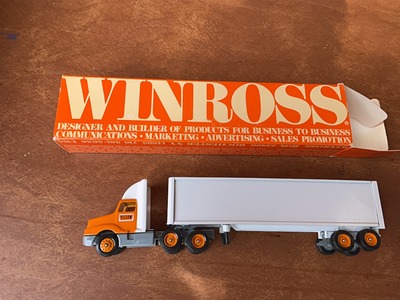 WINROSS®
DESIGNER AND BUILDER OF PRODUCTS FOR BUSINESS TO BUSINESS
COMMUNICATIONS • MARKETING • ADVERTISING • SALES PROMOTION